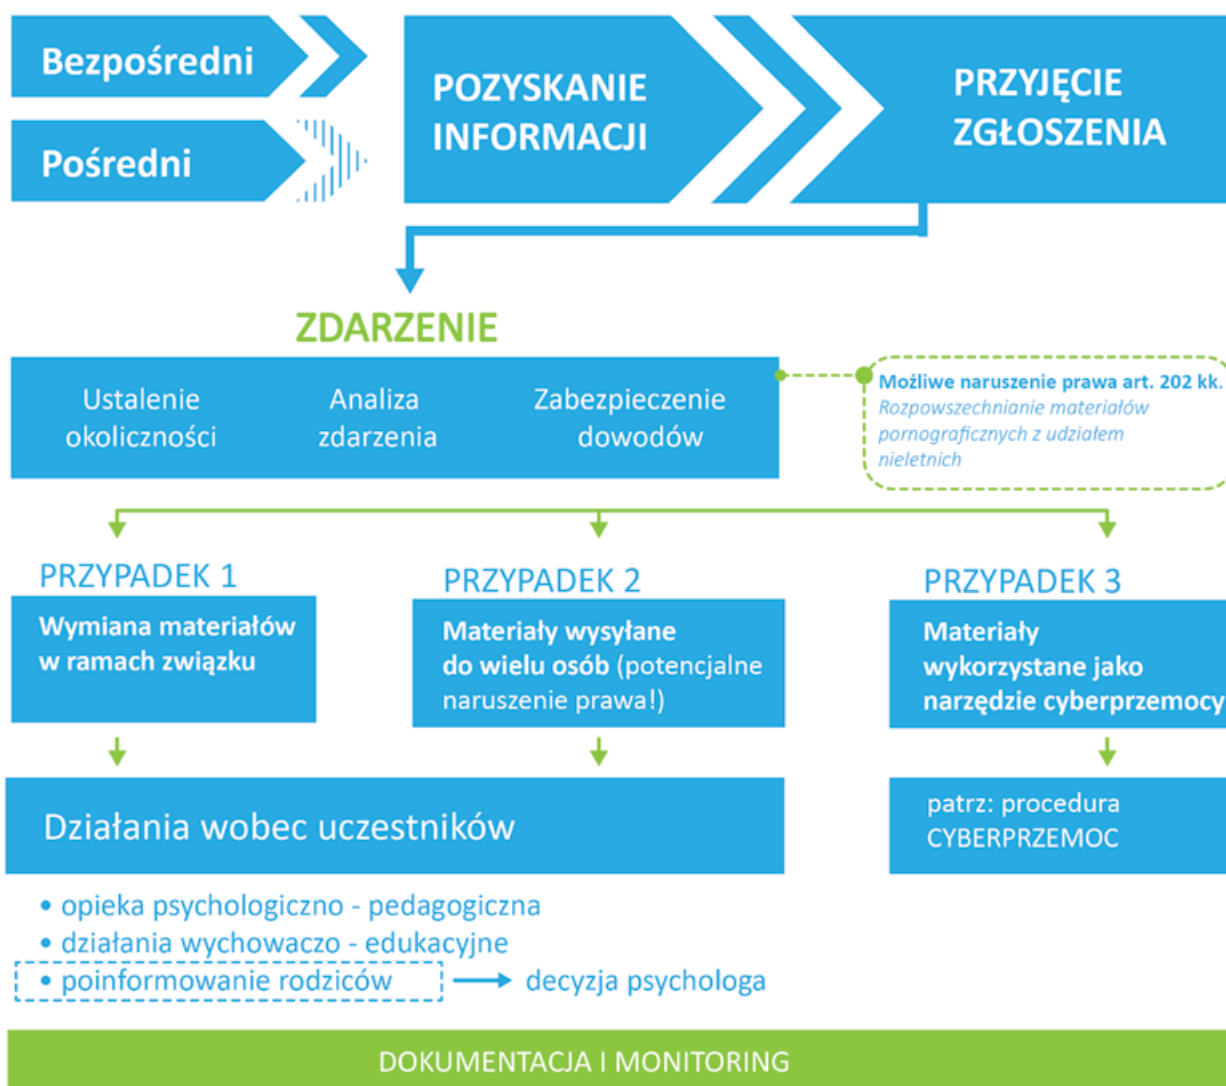 Bezpośredni
Pośredni
POZYSKANIE
INFORMACJI
PRZYJĘCIE
ZGŁOSZENIA
ZDARZENIE
Ustalenie
okoliczności
Analiza
zdarzenia
Zabezpieczenie
dowodów
Możliwe naruszenie prawa art. 202 kk.
Rozpowszechnianie materiałów
pornograficznych z udziałem
nieletnich
PRZYPADEK 1
Wymiana materiałów
w ramach związku
PRZYPADEK 2
Materiały wysyłane
do wielu osób (potencjalne
naruszenie prawa!)
PRZYPADEK 3
Materiały
wykorzystane jako
narzędzie cyberprzemocy
Działania wobec uczestników
patrz: procedura
CYBERPRZEMOC
• opieka psychologiczno - pedagogiczna
• działania wychowaczo - edukacyjne
• poinformowanie rodziców → decyzja psychologa
DOKUMENTACJA I MONITORING